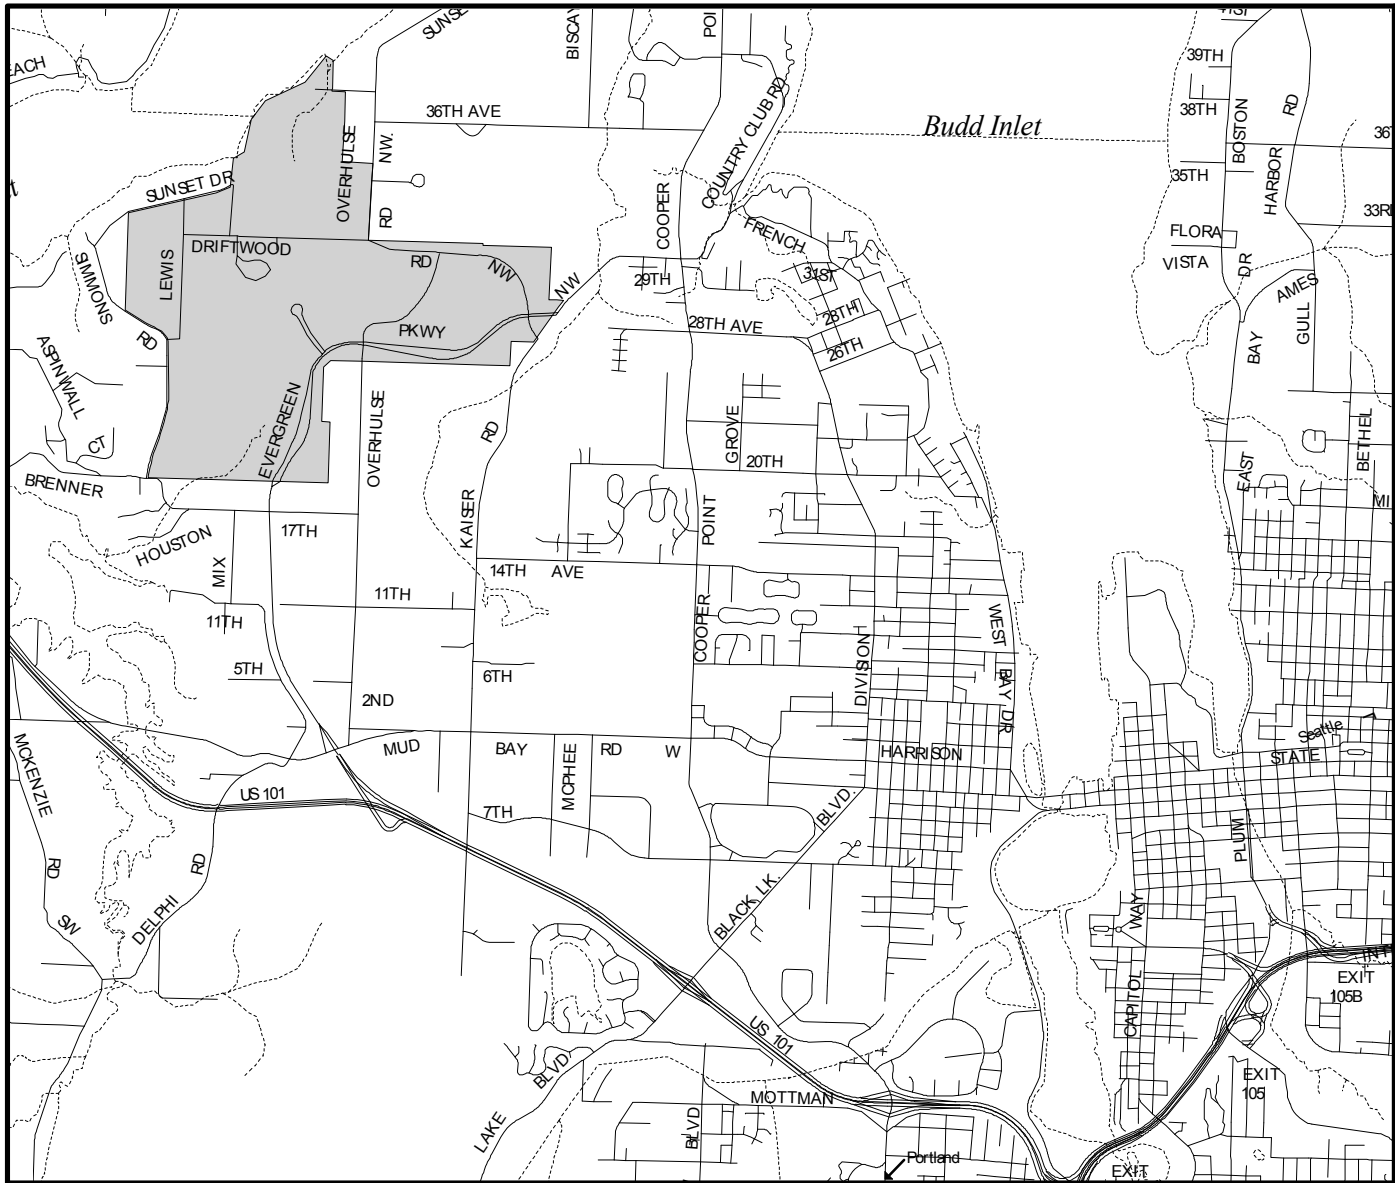 41ST
SUNSE
BISCA
POI
39TH
EACH
36TH AVE
38TH
BOSTON
RD
Budd Inlet
36T
OVERHULSE
NW.
COUNTRY CLUB RD
SUNSET DR
35TH
HARBOR
RD
COOPER
33R
FRENCH
FLORA
DRIFTWOOD
RD
NW
NW
VISTA
DR
LEWIS
SIMMONS
29TH
31ST
AMES
28TH
GULL
PKWY
28TH AVE
RD
26TH
BAY
ASPINWALL
CT
EVERGREEN
OVERHULSE
RD
GROVE
BETHEL
20TH
EAST
BRENNER
MI
KAISER
POINT
17TH
HOUSTON
14TH AVE
MIX
11TH
11TH
COOPER
WEST
5TH
6TH
DIVISION
BAY DR
2ND
Seattle
MUD
BAY
RD
W
HARRISON
STATE
MCKENZIE
MCPHEE
US 101
7TH
BLVD.
PLUM
RD
RD
BLACK LK.
WAY
SW
DELPHI
INT
EXIT
105B
CAPITOL
US 101
BLVD
EXIT
105
MOTTMAN
LAKE
BLVD
Portland
EXIT